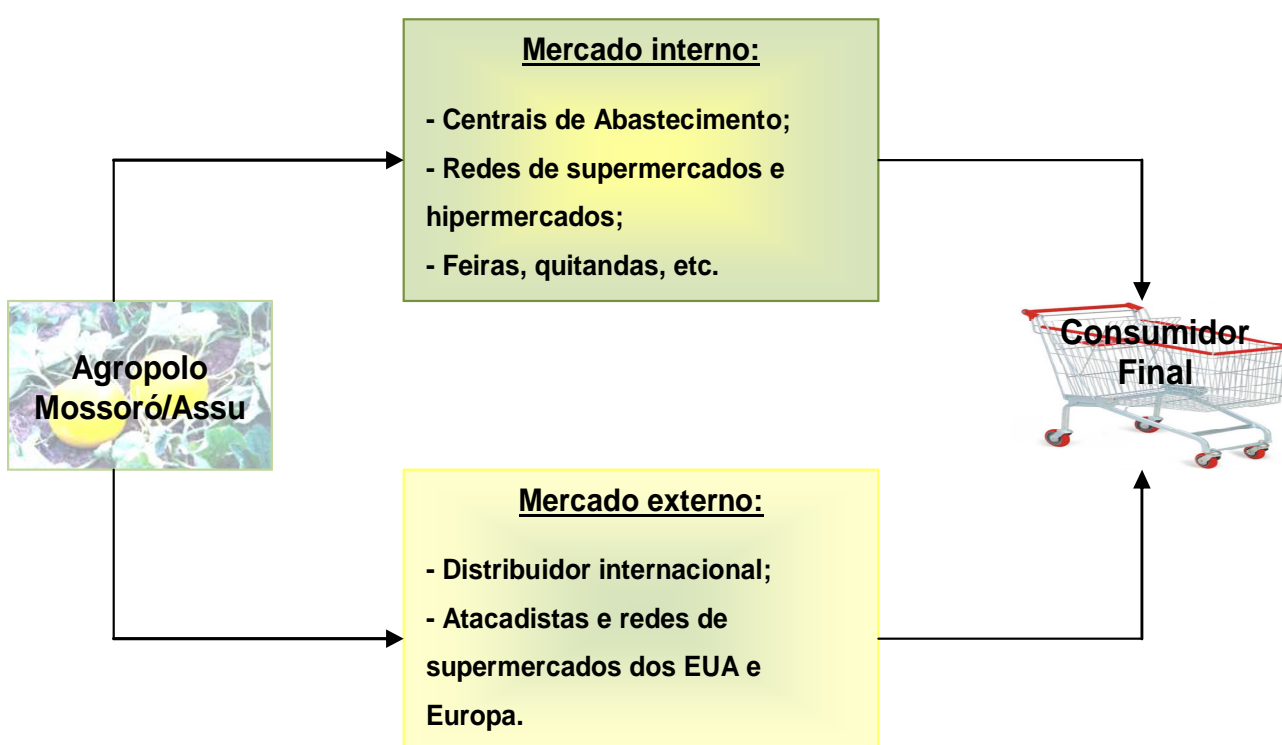 Mercado interno:
- Centrais de Abastecimento;
- Redes de supermercados e
hipermercados;
- Feiras, quitandas, etc.
Agropolo
Mossoró/Assu
Consumidor
Final
Mercado externo:
- Distribuidor internacional;
- Atacadistas e redes de
supermercados dos EUA e
Europa.